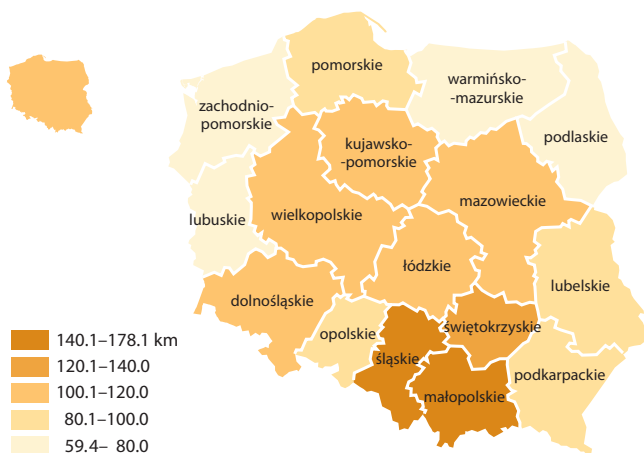 pomorskie
warmińsko-
mazurskie
zachodnio-
pomorskie
podlaskie
kujawsko-
-pomorskie
mazowieckie
lubuskie
wielkopolskie
łódzkie
lubelskie
dolnośląskie
opolskie
świętokrzyskie
śląskie
podkarpackie
małopolskie
140.1–178.1 km
120.1–140.0
100.1–120.0
80.1–100.0
59.4– 80.0